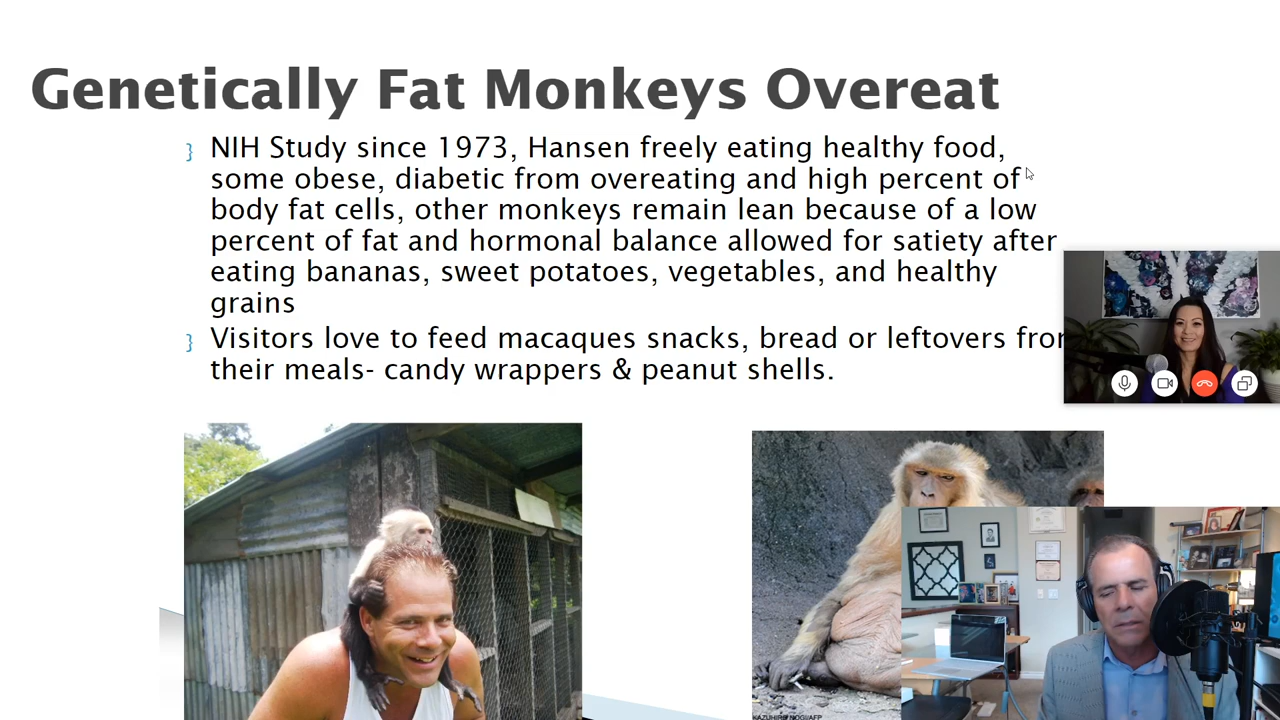 Genetically Fat Monkeys Overeat
NIH Study since 1973, Hansen freely eating healthy food,
some obese, diabetic from overeating and high percent of
body fat cells, other monkeys remain lean because of a low
percent of fat and hormonal balance allowed for satiety after
eating bananas, sweet potatoes, vegetables, and healthy
grains
Visitors love to feed macaques snacks, bread or leftovers
their meals- candy wrappers & peanut shells.
KAZUHIRO NOGI/AFP